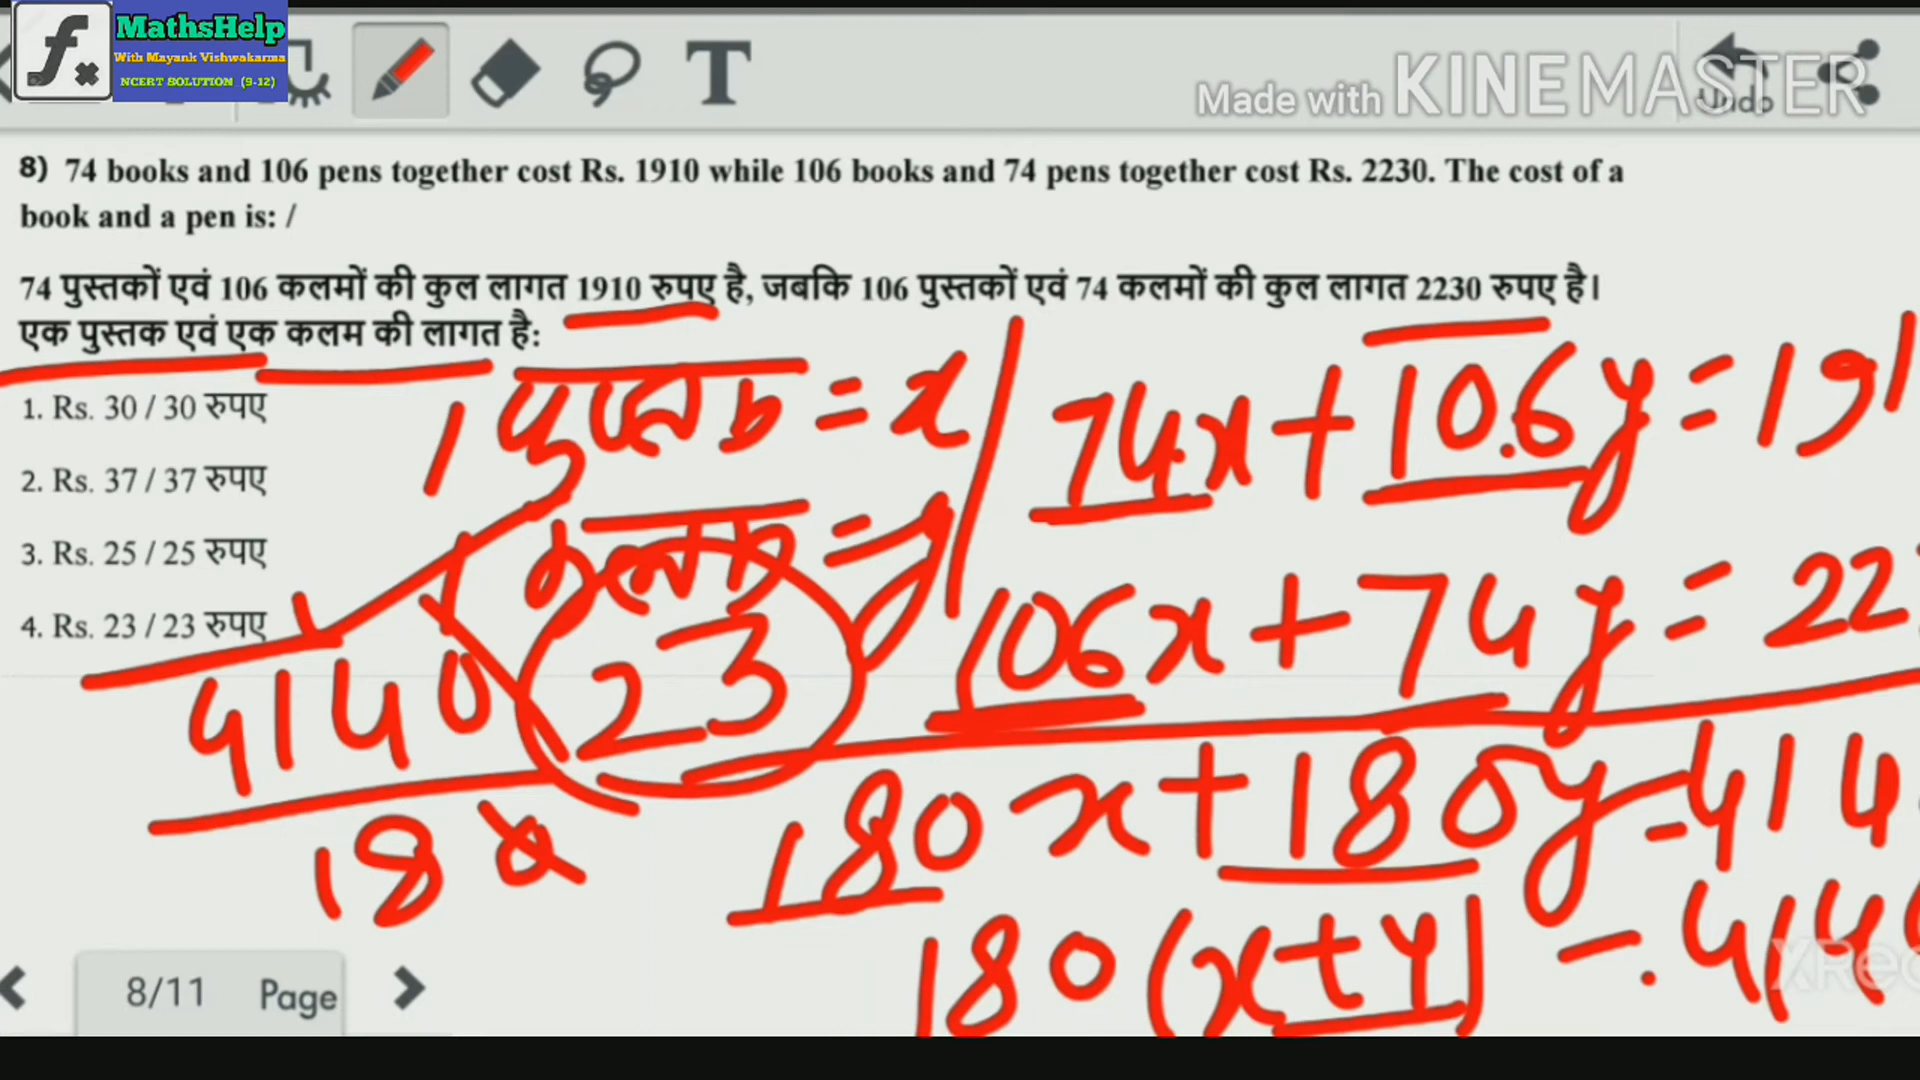 MathsHelp
With Mayank Vishwakarma
NCERT SOLUTION (9-12)
T
Made with KINEMASTER
Undo
8) 74 books and 106 pens together cost Rs. 1910 while 106 books and 74 pens together cost Rs. 2230. The cost of a
book and a pen is: /
74 पुस्तकों एवं 106 कलमों की कुल लागत 1910 रुपए है, जबकि 106 पुस्तकों एवं 74 कलमों की कुल लागत 2230 रुपए है।
एक पुस्तक एवं एक कलम की लागत है:
1. Rs. 30 / 30 रुपए
2. Rs. 37 / 37 रुपए
3. Rs. 25 / 25 रुपए
4. Rs. 23 / 23 रुपए
1 पुस्तक = x
1 कलम = y
74x + 106y = 191
106x + 74y = 22
180x + 180y = 414
180 (x + y) = 414
4140
180
23
8/11 Page